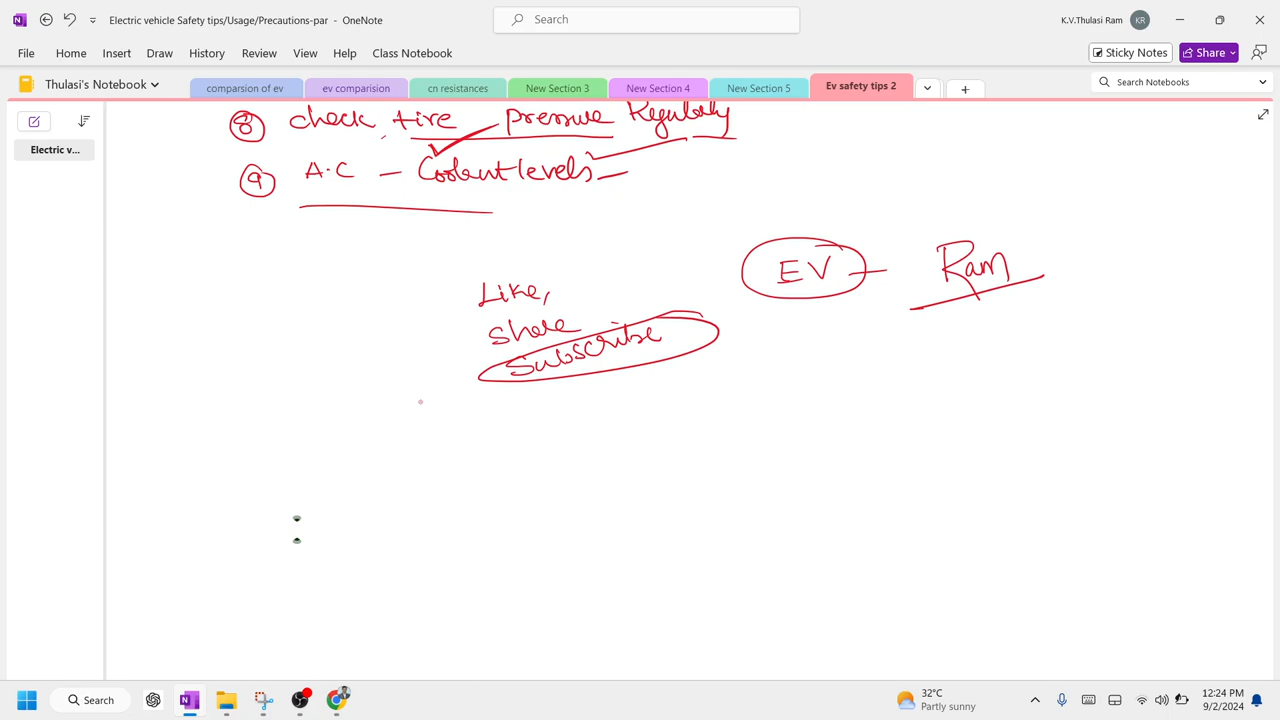 Electric vehicle Safety tips/Usage/Precautions-par - OneNote
Search
K.V.Thulasi Ram KR
File Home Insert Draw History Review View Help Class Notebook
Sticky Notes Share
Thulasi's Notebook
comparsion of ev ev comparision cn resistances New Section 3 New Section 4 New Section 5 Ev safety tips 2
Search Notebooks
Electric v...
8 check tire pressure Regularly
9 A.C - Coolant levels -
EV - Ram
Like,
Share
Subscribe
Search
32°C
Partly sunny
12:24 PM
9/2/2024